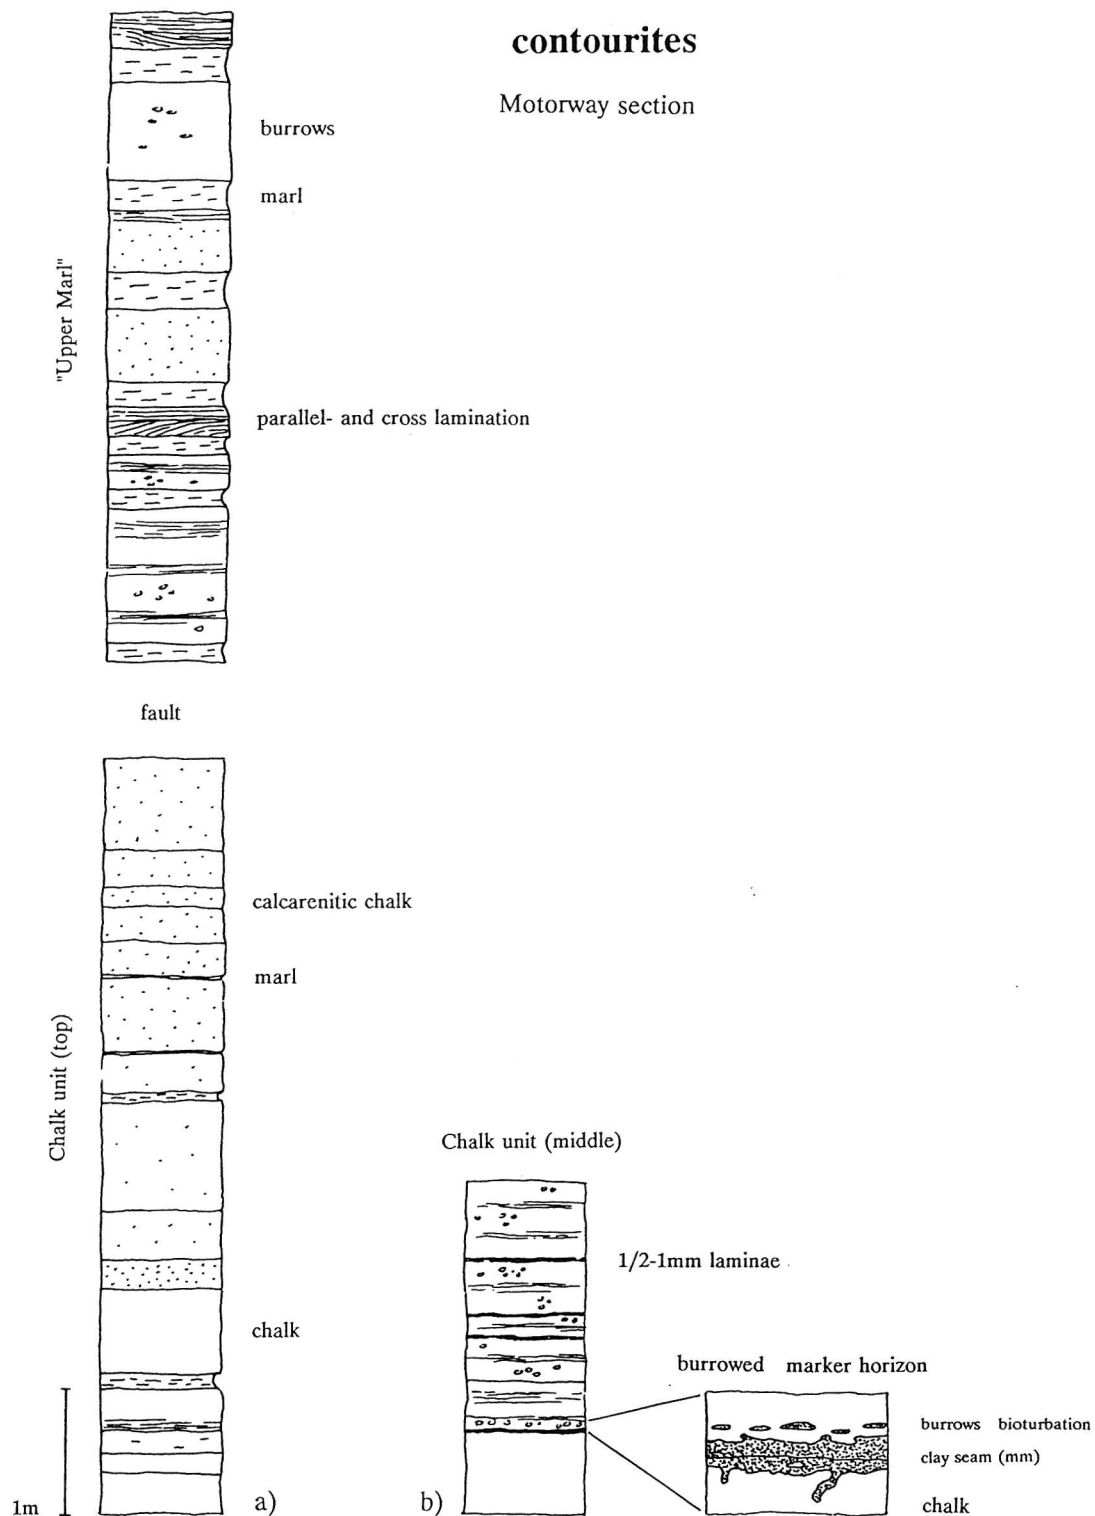 contourites
Motorway section
burrows
marl
"Upper Marl"
parallel- and cross lamination
fault
calcarenitic chalk
marl
Chalk unit (top)
Chalk unit (middle)
1/2-1mm laminae
chalk
burrowed marker horizon
burrows bioturbation
clay seam (mm)
chalk
1m
a)
b)